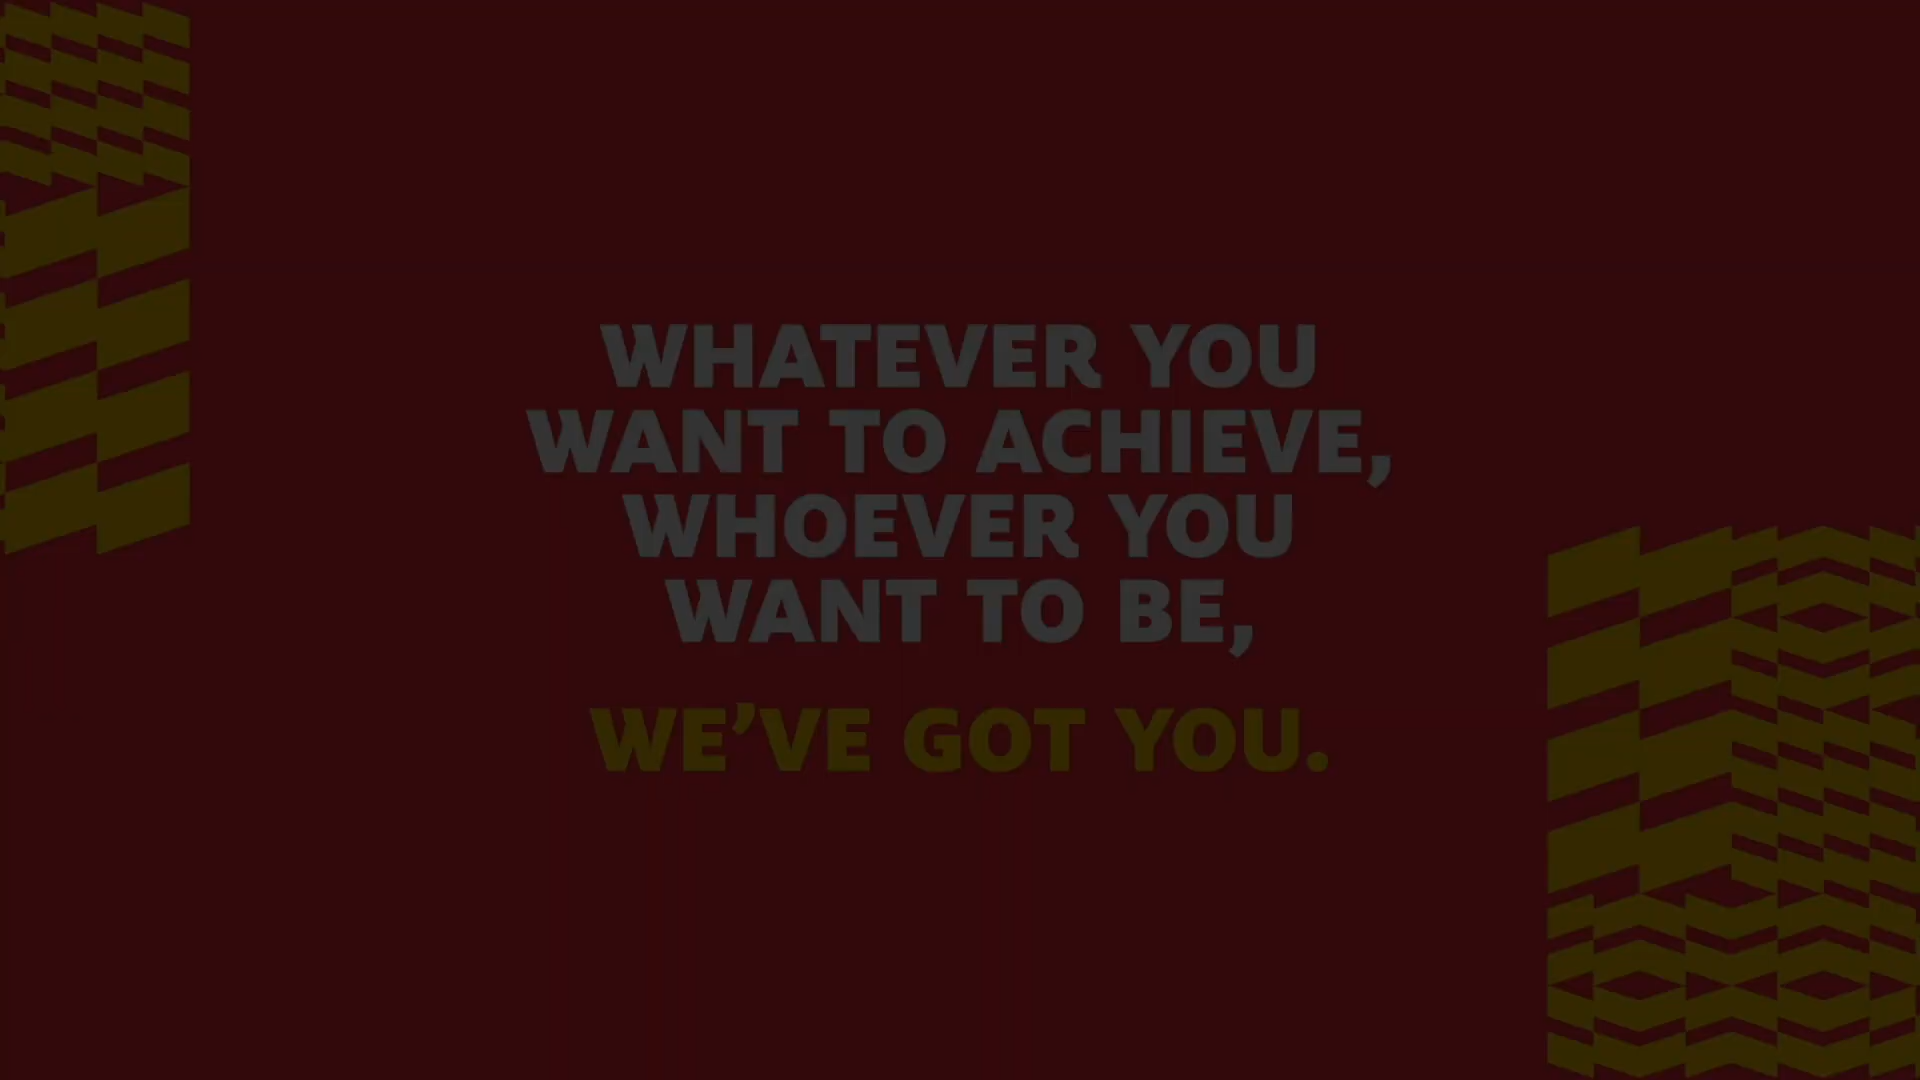 WHATEVER YOU
WANT TO ACHIEVE,
WHOEVER YOU
WANT TO BE,
WE’VE GOT YOU.